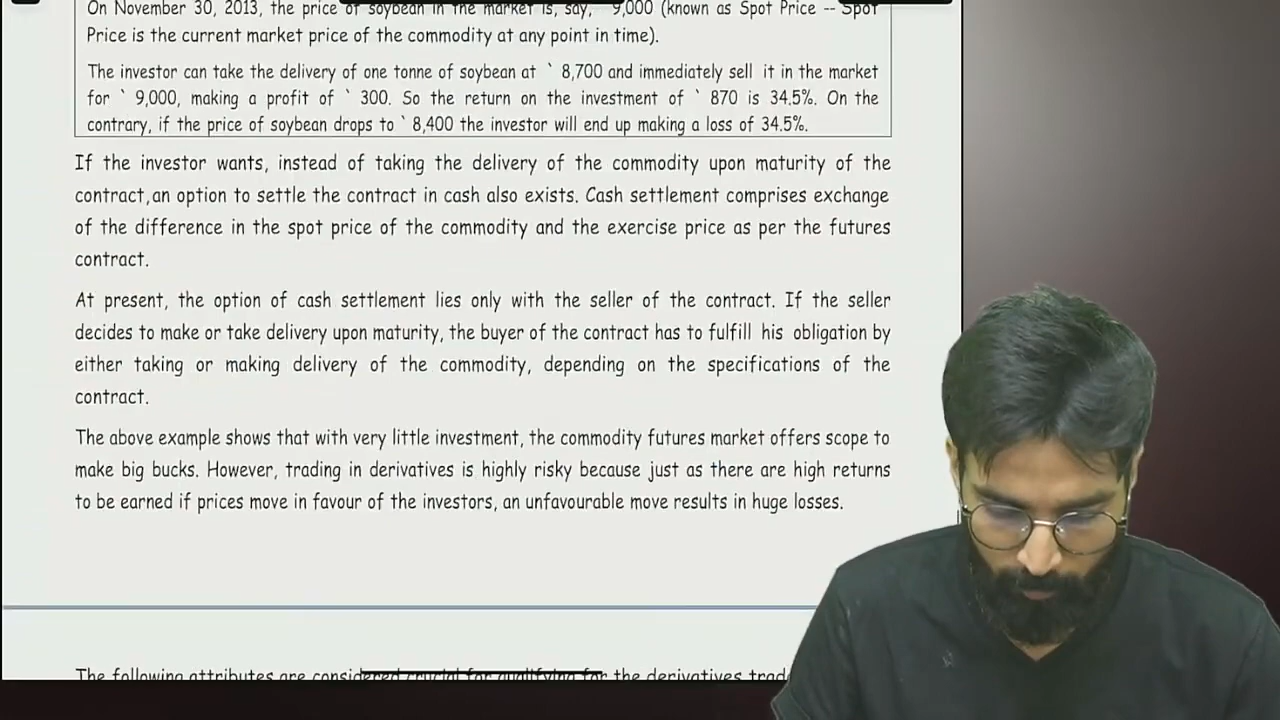 On November 30, 2013, the price of soybean in the market is, say, ` 9,000 (known as Spot Price -- Spot
Price is the current market price of the commodity at any point in time).
The investor can take the delivery of one tonne of soybean at ` 8,700 and immediately sell it in the market
for ` 9,000, making a profit of ` 300. So the return on the investment of ` 870 is 34.5%. On the
contrary, if the price of soybean drops to ` 8,400 the investor will end up making a loss of 34.5%.
If the investor wants, instead of taking the delivery of the commodity upon maturity of the
contract,an option to settle the contract in cash also exists. Cash settlement comprises exchange
of the difference in the spot price of the commodity and the exercise price as per the futures
contract.
At present, the option of cash settlement lies only with the seller of the contract. If the seller
decides to make or take delivery upon maturity, the buyer of the contract has to fulfill his obligation by
either taking or making delivery of the commodity, depending on the specifications of the
contract.
The above example shows that with very little investment, the commodity futures market offers scope to
make big bucks. However, trading in derivatives is highly risky because just as there are high returns
to be earned if prices move in favour of the investors, an unfavourable move results in huge losses.
The following attributes are considered crucial for qualifying for the derivatives trad